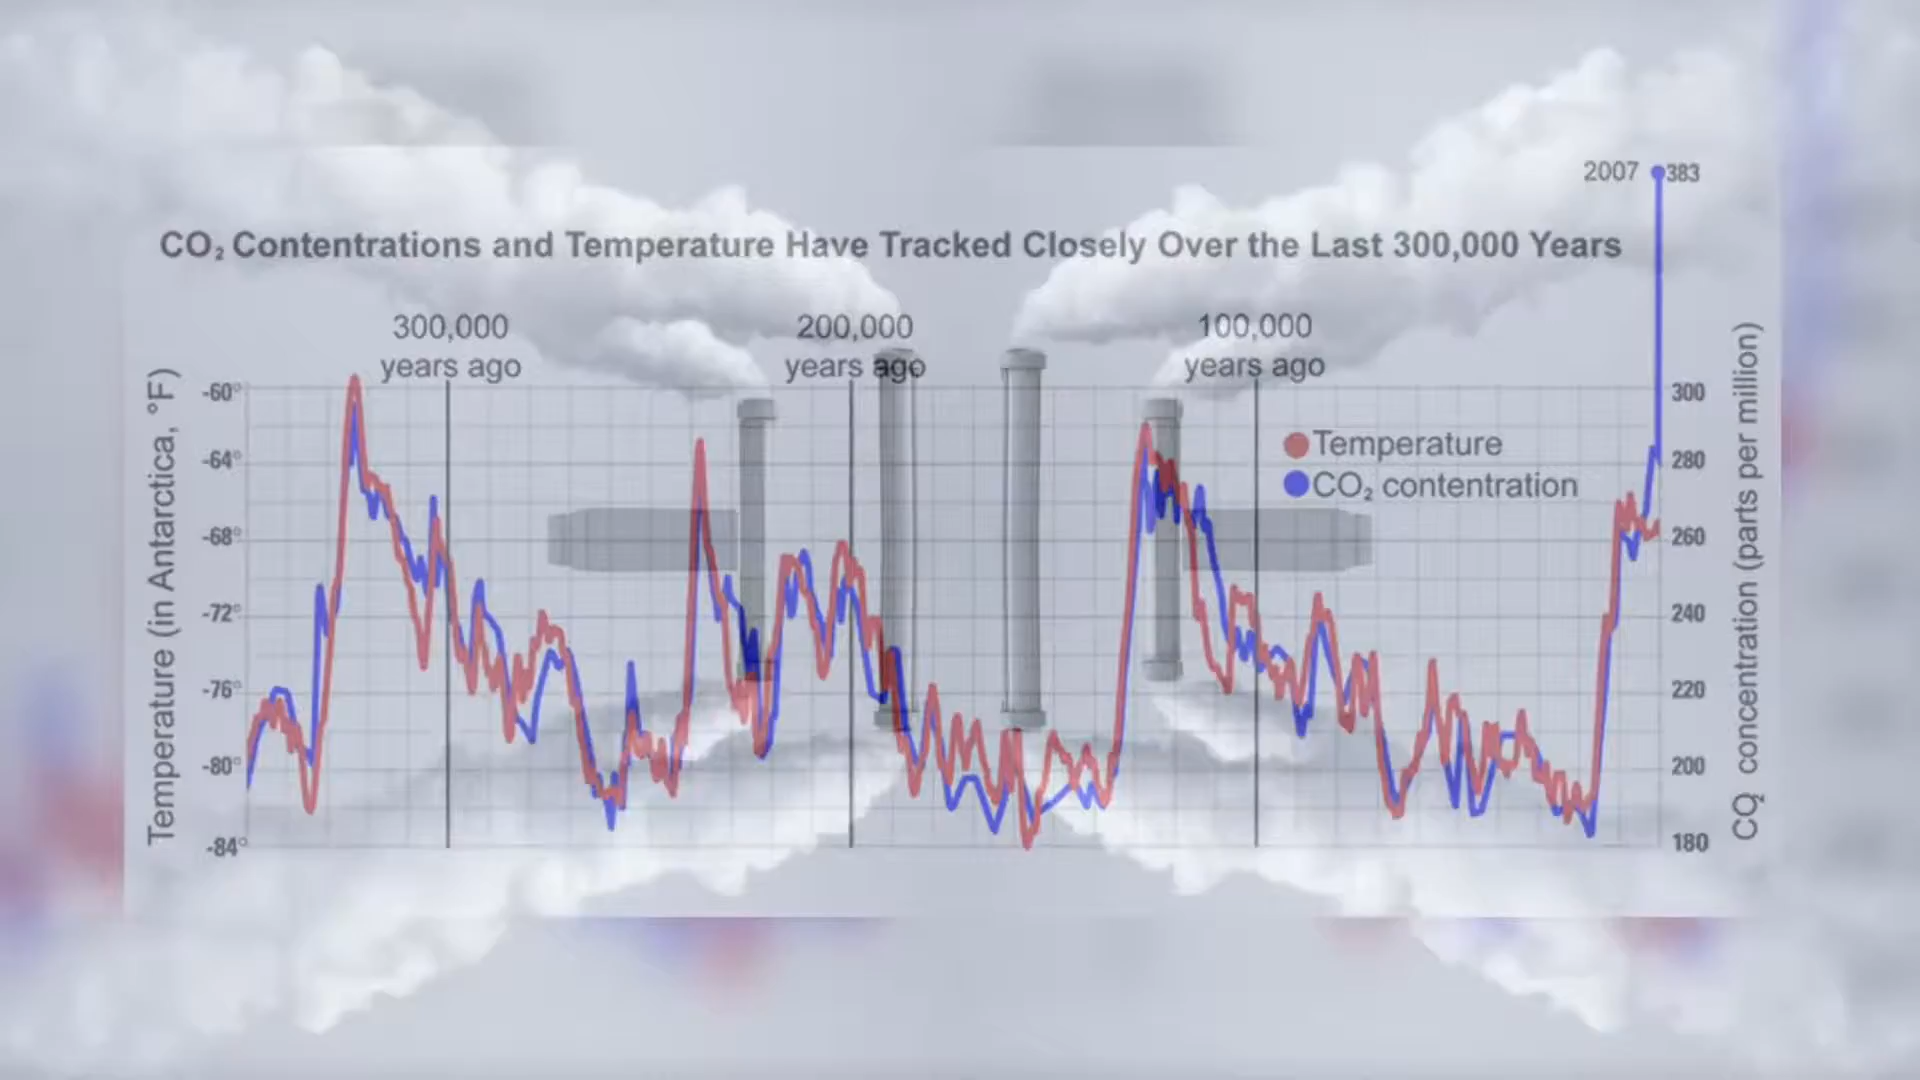 2007 383
CO₂ Contentrations and Temperature Have Tracked Closely Over the Last 300,000 Years
300,000
years ago
200,000
years ago
100,000
years ago
Temperature (in Antarctica, °F)
-60°
-64°
-68°
-72°
-76°
-80°
-84°
Temperature
CO₂ contentration
300
280
260
240
220
200
180
CO₂ concentration (parts per million)